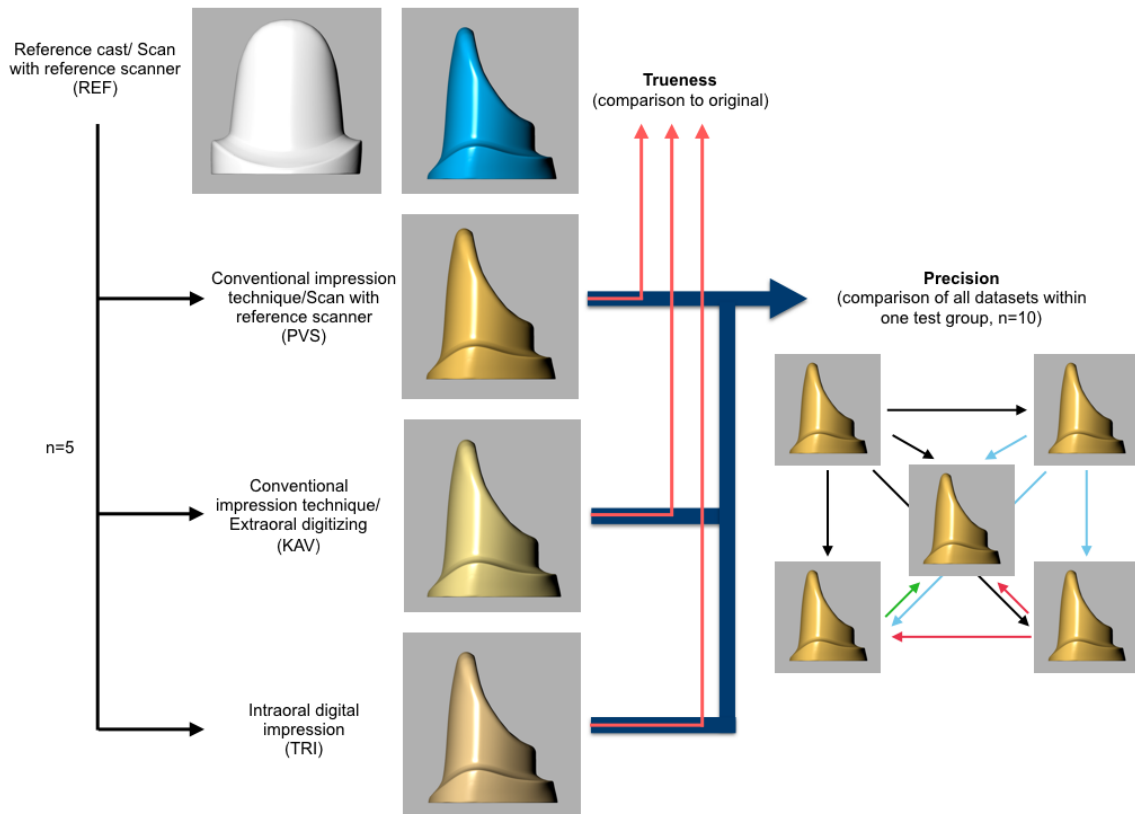 Reference cast/ Scan
with reference scanner
(REF)
Trueness
(comparison to original)
Conventional impression
technique/Scan with
reference scanner
(PVS)
Precision
(comparison of all datasets within
one test group, n=10)
n=5
Conventional
impression technique/
Extraoral digitizing
(KAV)
Intraoral digital
impression
(TRI)